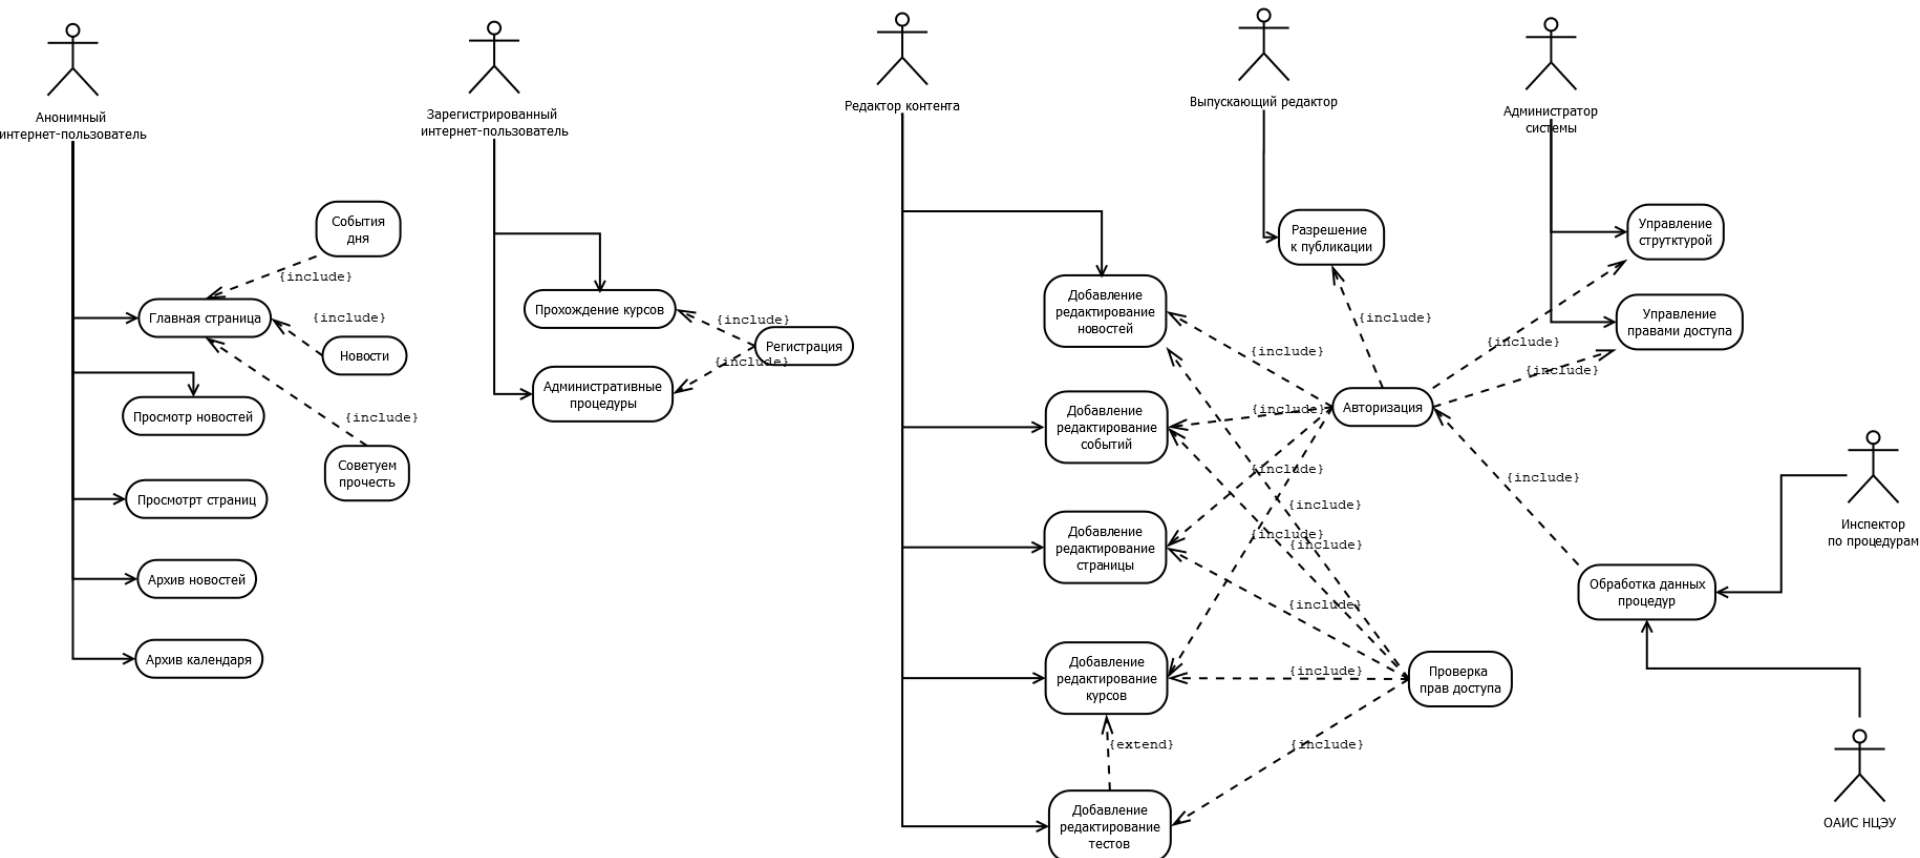 Анонимный
интернет-пользователь
Зарегистрированный
интернет-пользователь
Редактор контента
Выпускающий редактор
Администратор
системы
События
дня
{include}
Главная страница
{include}
Новости
Просмотр новостей
{include}
Советуем
прочесть
Просмотрт страниц
Архив новостей
Архив календаря
Прохождение курсов
{include}
Регистрация
{include}
Административные
процедуры
Разрешение
к публикации
Управление
струтктурой
Управление
правами доступа
Добавление
редактирование
новостей
{include}
{include}
{include}
{include}
Авторизация
Добавление
редактирование
событий
{include}
{include}
{include}
{include}
{include}
{include}
Добавление
редактирование
страницы
{include}
{include}
Инспектор
по процедурам
Обработка данных
процедур
Добавление
редактирование
курсов
{include}
Проверка
прав доступа
{extend}
{include}
Добавление
редактирование
тестов
ОАИС НЦЭУ